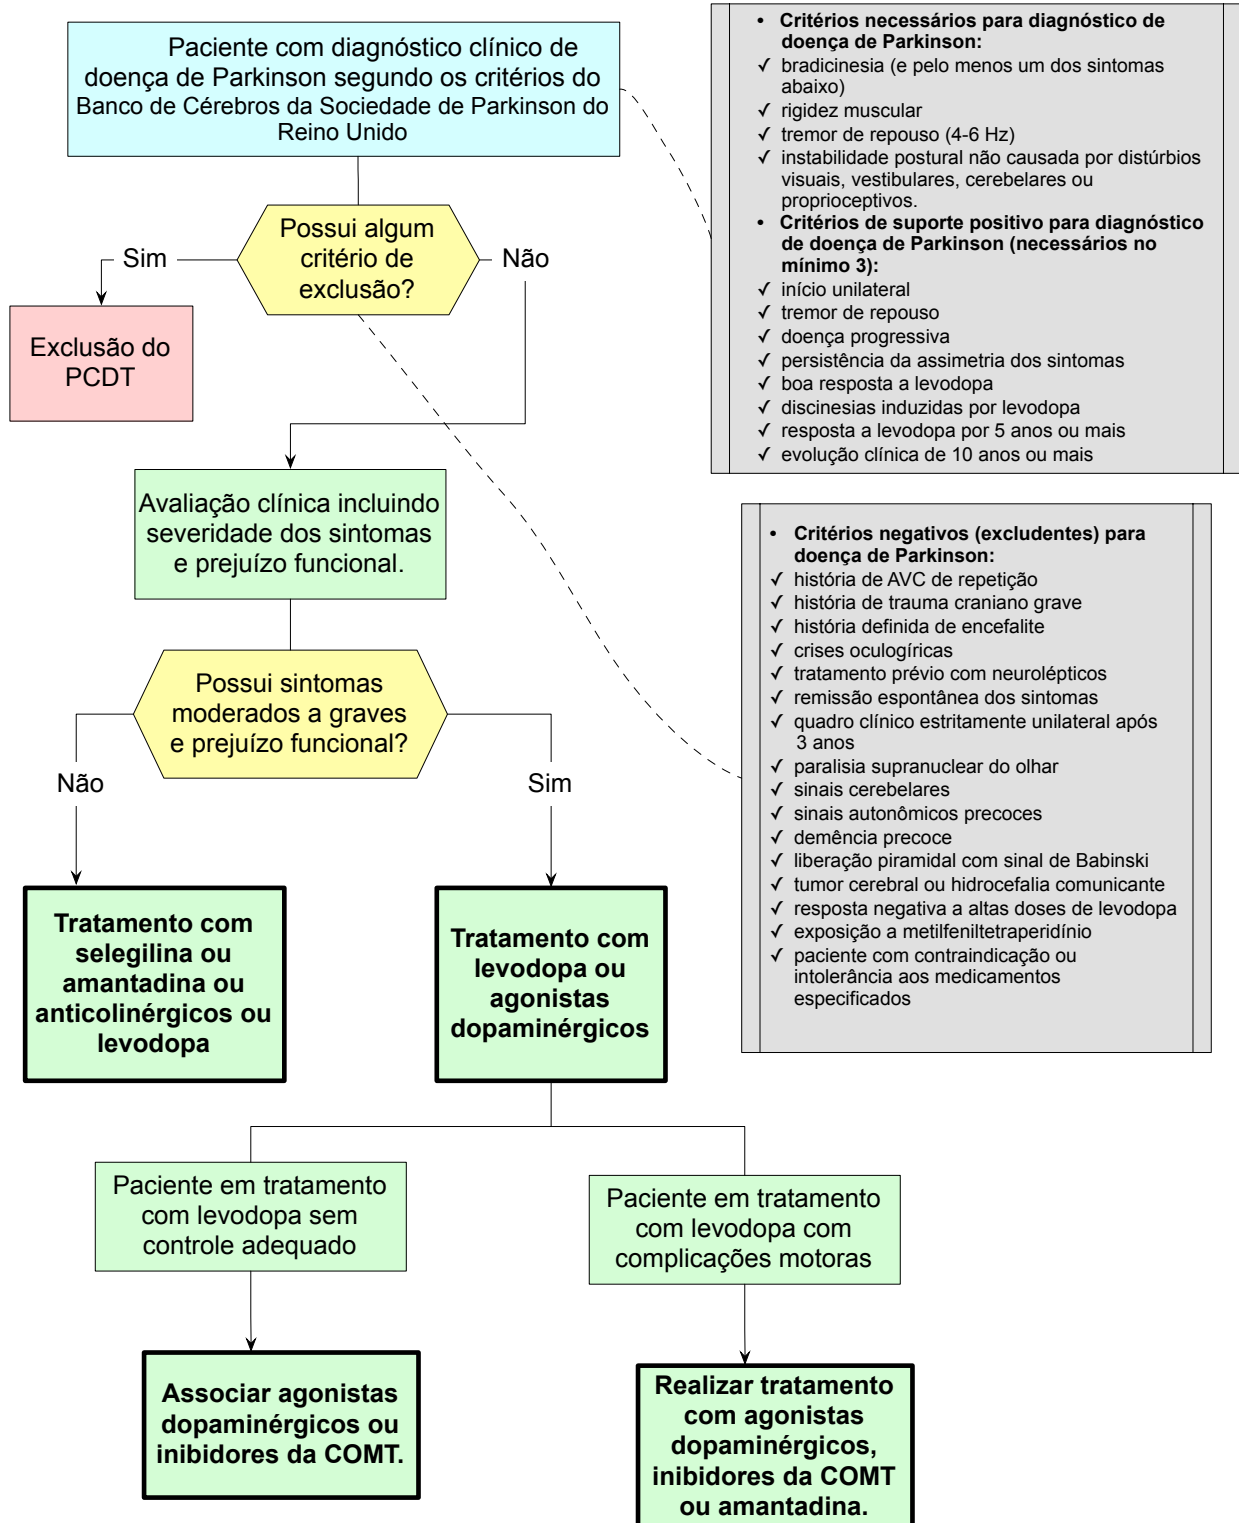 Paciente com diagnóstico clínico de
doença de Parkinson segundo os critérios do
Banco de Cérebros da Sociedade de Parkinson do
Reino Unido
• Critérios necessários para diagnóstico de
doença de Parkinson:
✓ bradicinesia (e pelo menos um dos sintomas
abaixo)
✓ rigidez muscular
✓ tremor de repouso (4-6 Hz)
✓ instabilidade postural não causada por distúrbios
visuais, vestibulares, cerebelares ou
proprioceptivos.
• Critérios de suporte positivo para diagnóstico
de doença de Parkinson (necessários no
mínimo 3):
✓ início unilateral
✓ tremor de repouso
✓ doença progressiva
✓ persistência da assimetria dos sintomas
✓ boa resposta a levodopa
✓ discinesias induzidas por levodopa
✓ resposta a levodopa por 5 anos ou mais
✓ evolução clínica de 10 anos ou mais
Possui algum
critério de
exclusão?
Sim
Não
Exclusão do
PCDT
Avaliação clínica incluindo
severidade dos sintomas
e prejuízo funcional.
• Critérios negativos (excludentes) para
doença de Parkinson:
✓ história de AVC de repetição
✓ história de trauma craniano grave
✓ história definida de encefalite
✓ crises oculogíricas
✓ tratamento prévio com neurolépticos
✓ remissão espontânea dos sintomas
✓ quadro clínico estritamente unilateral após
3 anos
✓ paralisia supranuclear do olhar
✓ sinais cerebelares
✓ sinais autonômicos precoces
✓ demência precoce
✓ liberação piramidal com sinal de Babinski
✓ tumor cerebral ou hidrocefalia comunicante
✓ resposta negativa a altas doses de levodopa
✓ exposição a metilfeniltetraperidínio
✓ paciente com contraindicação ou
intolerância aos medicamentos
especificados
Possui sintomas
moderados a graves
e prejuízo funcional?
Não
Sim
Tratamento com
selegilina ou
amantadina ou
anticolinérgicos ou
levodopa
Tratamento com
levodopa ou
agonistas
dopaminérgicos
Paciente em tratamento
com levodopa sem
controle adequado
Paciente em tratamento
com levodopa com
complicações motoras
Associar agonistas
dopaminérgicos ou
inibidores da COMT.
Realizar tratamento
com agonistas
dopaminérgicos,
inibidores da COMT
ou amantadina.